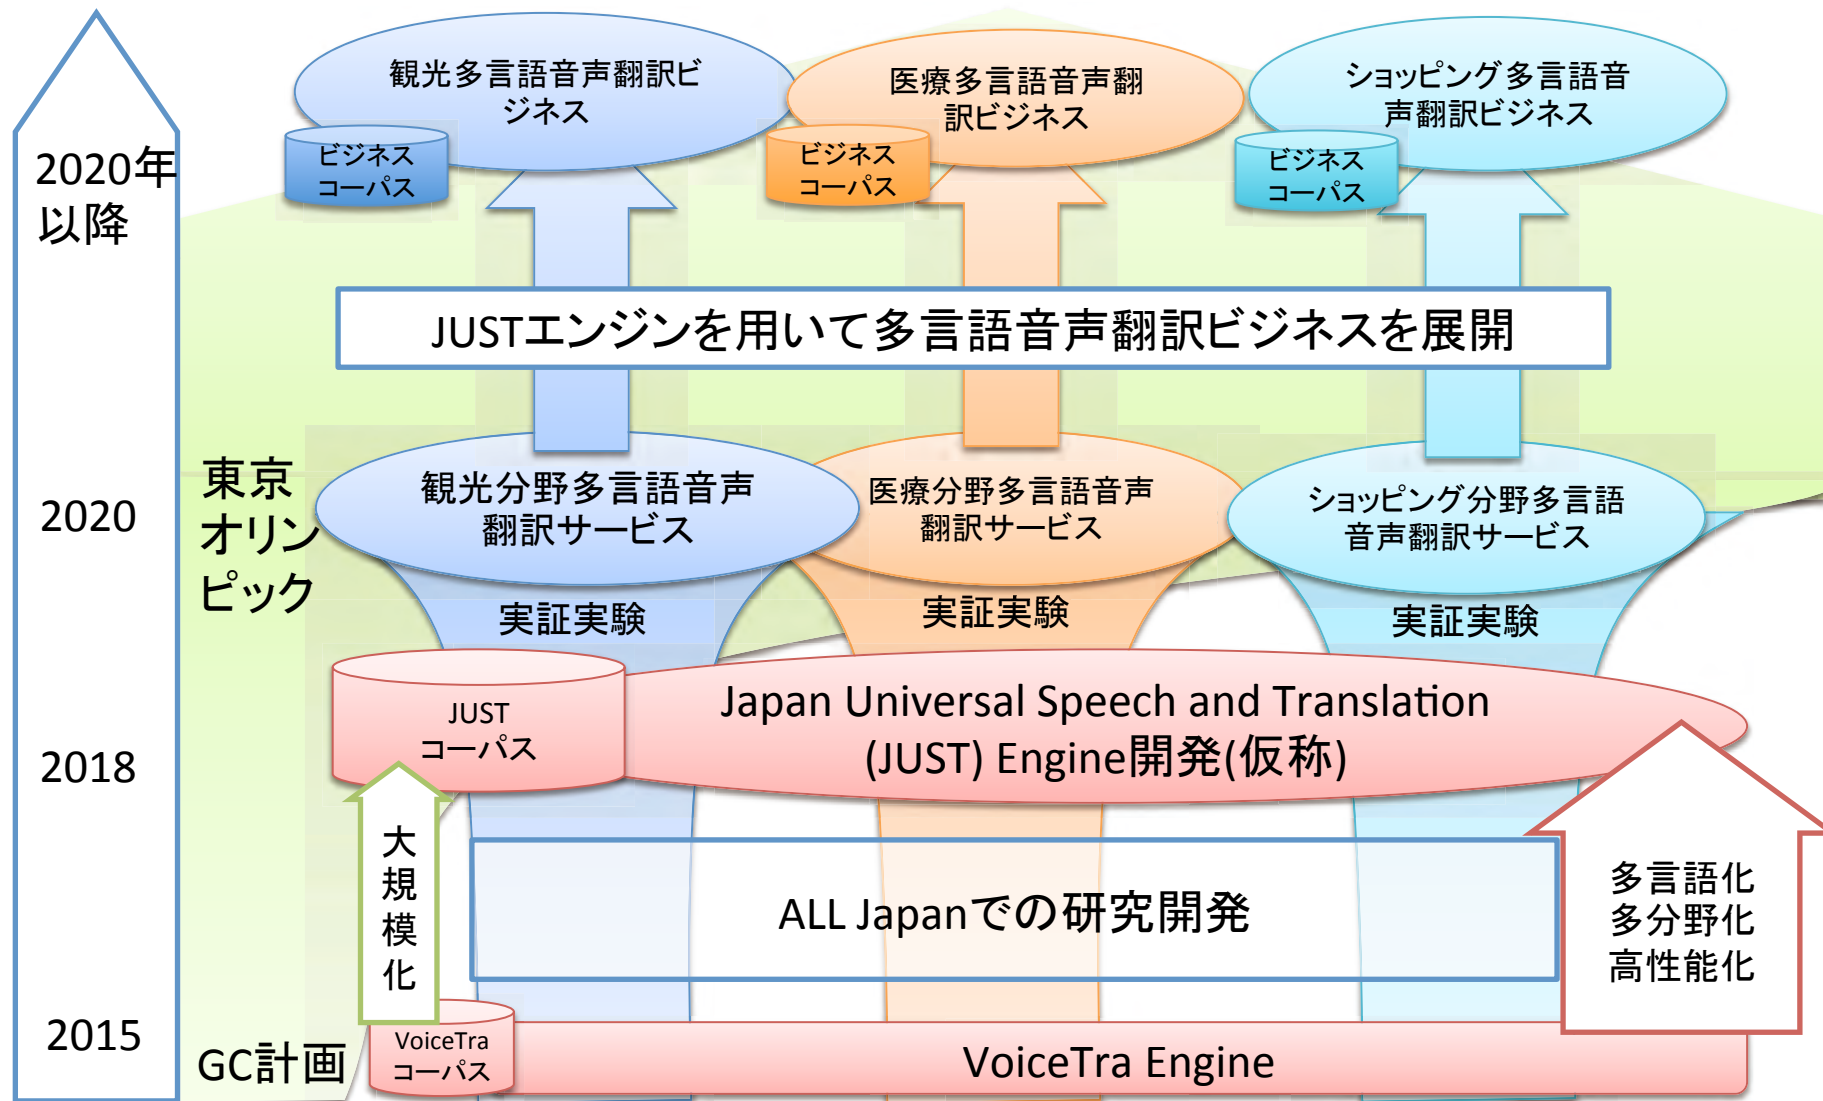 観光多言語音声翻訳ビ
ジネス
医療多言語音声翻
訳ビジネス
ショッピング多言語音
声翻訳ビジネス
ビジネス
コーパス
ビジネス
コーパス
ビジネス
コーパス
2020年
以降
JUSTエンジンを用いて多言語音声翻訳ビジネスを展開
2020
東京
オリン
ピック
観光分野多言語音声
翻訳サービス
医療分野多言語音声
翻訳サービス
ショッピング分野多言語
音声翻訳サービス
実証実験
実証実験
実証実験
2018
JUST
コーパス
Japan Universal Speech and Translation
(JUST) Engine開発(仮称)
大
規
模
化
ALL Japanでの研究開発
多言語化
多分野化
高性能化
2015
GC計画
VoiceTra
コーパス
VoiceTra Engine